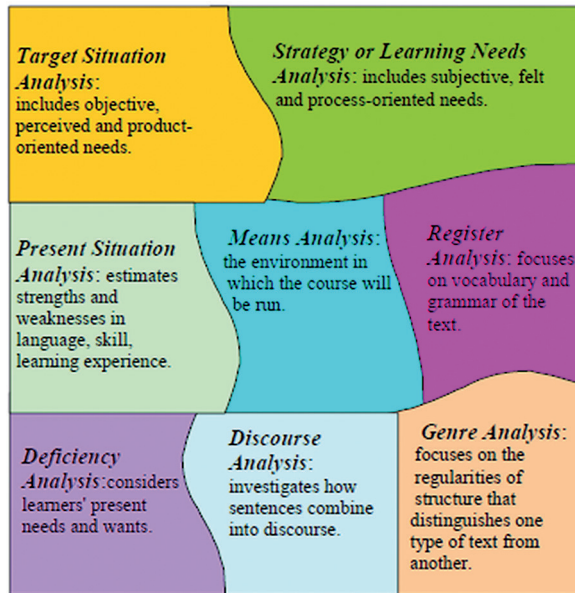 Target Situation
Analysis:
includes objective,
perceived and product-
oriented needs.
Strategy or Learning Needs
Analysis: includes subjective, felt
and process-oriented needs.
Present Situation
Analysis: estimates
strengths and
weaknesses in
language, skill,
learning experience.
Means Analysis:
the environment in
which the course will
be run.
Register
Analysis: focuses
on vocabulary and
grammar of the
text.
Deficiency
Analysis:considers
learners' present
needs and wants.
Discourse
Analysis:
investigates how
sentences combine
into discourse.
Genre Analysis:
focuses on the
regularities of
structure that
distinguishes one
type of text from
another.